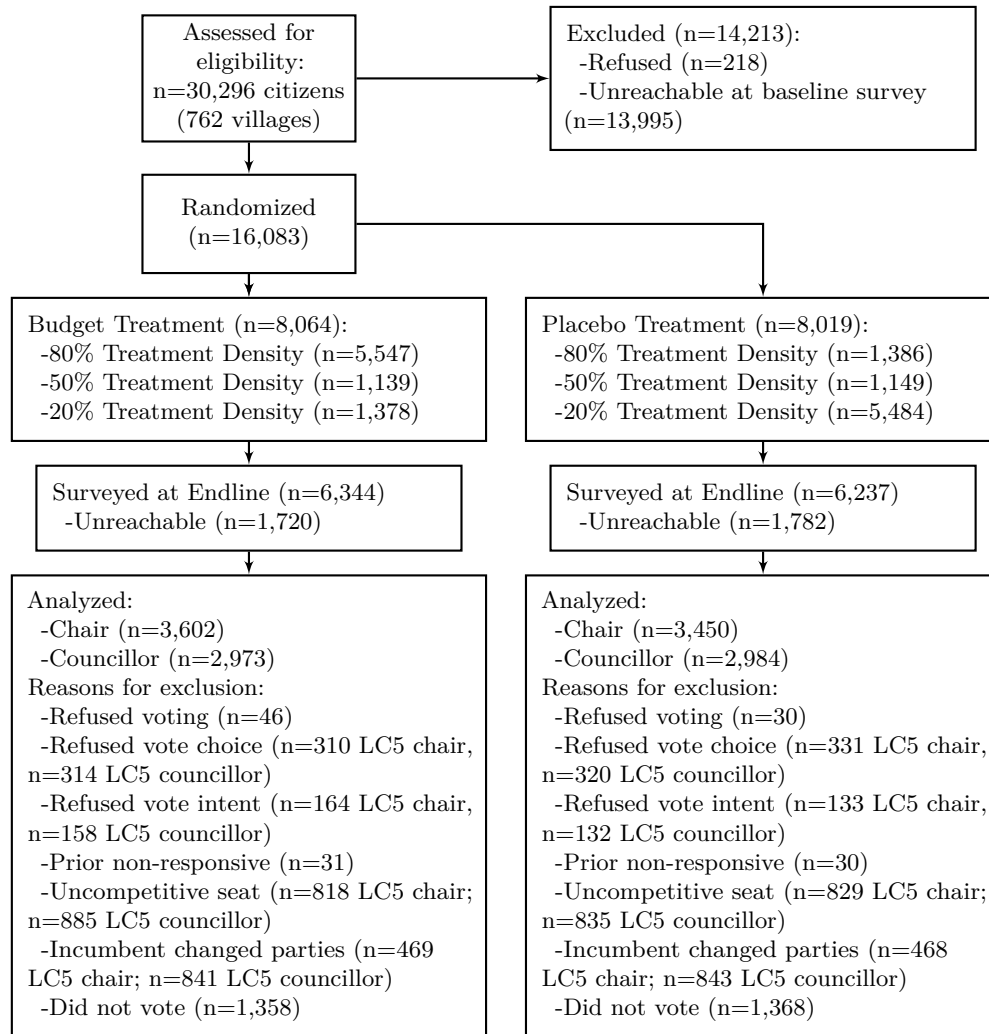 Assessed for
eligibility:
n=30,296 citizens
(762 villages)
Excluded (n=14,213):
-Refused (n=218)
-Unreachable at baseline survey
(n=13,995)
Randomized
(n=16,083)
Budget Treatment (n=8,064):
-80% Treatment Density (n=5,547)
-50% Treatment Density (n=1,139)
-20% Treatment Density (n=1,378)
Placebo Treatment (n=8,019):
-80% Treatment Density (n=1,386)
-50% Treatment Density (n=1,149)
-20% Treatment Density (n=5,484)
Surveyed at Endline (n=6,344)
-Unreachable (n=1,720)
Surveyed at Endline (n=6,237)
-Unreachable (n=1,782)
Analyzed:
-Chair (n=3,602)
-Councillor (n=2,973)
Reasons for exclusion:
-Refused voting (n=46)
-Refused vote choice (n=310 LC5 chair,
n=314 LC5 councillor)
-Refused vote intent (n=164 LC5 chair,
n=158 LC5 councillor)
-Prior non-responsive (n=31)
-Uncompetitive seat (n=818 LC5 chair;
n=885 LC5 councillor)
-Incumbent changed parties (n=469
LC5 chair; n=841 LC5 councillor)
-Did not vote (n=1,358)
Analyzed:
-Chair (n=3,450)
-Councillor (n=2,984)
Reasons for exclusion:
-Refused voting (n=30)
-Refused vote choice (n=331 LC5 chair,
n=320 LC5 councillor)
-Refused vote intent (n=133 LC5 chair,
n=132 LC5 councillor)
-Prior non-responsive (n=30)
-Uncompetitive seat (n=829 LC5 chair;
n=835 LC5 councillor)
-Incumbent changed parties (n=468
LC5 chair; n=843 LC5 councillor)
-Did not vote (n=1,368)